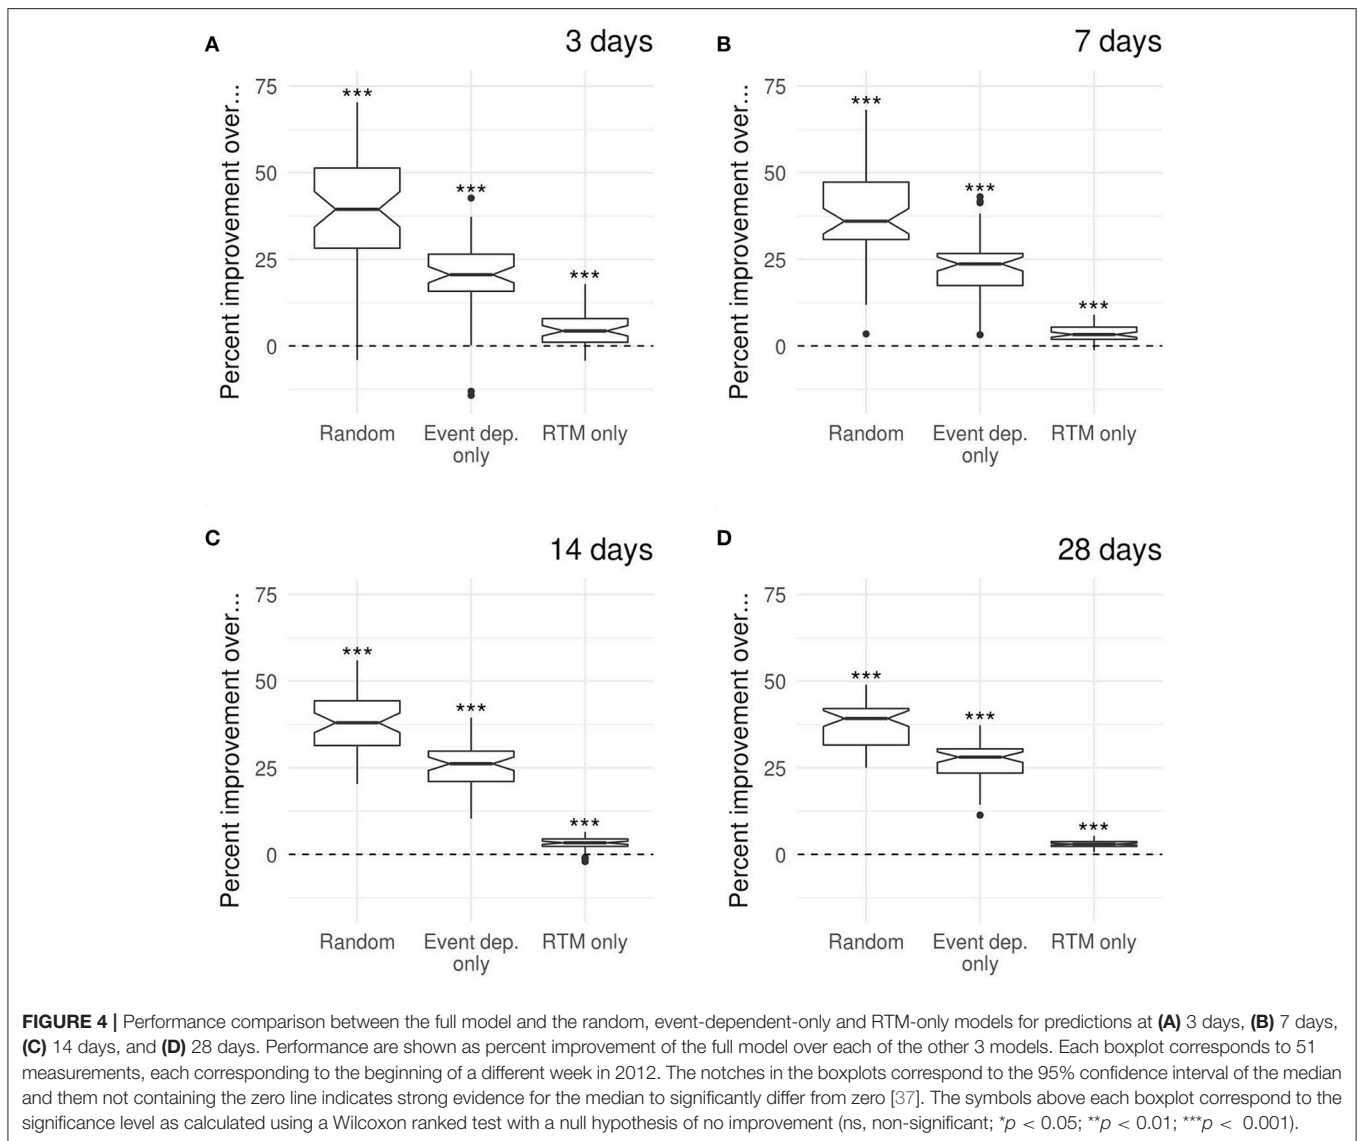 A
3 days
Percent improvement over...
75
50
25
0
***
***
***
Random
Event dep.
only
RTM only
B
7 days
Percent improvement over...
75
50
25
0
***
***
***
Random
Event dep.
only
RTM only
C
14 days
Percent improvement over...
75
50
25
0
***
***
***
Random
Event dep.
only
RTM only
D
28 days
Percent improvement over...
75
50
25
0
***
***
***
Random
Event dep.
only
RTM only
FIGURE 4 | Performance comparison between the full model and the random, event-dependent-only and RTM-only models for predictions at (A) 3 days, (B) 7 days,
(C) 14 days, and (D) 28 days. Performance are shown as percent improvement of the full model over each of the other 3 models. Each boxplot corresponds to 51
measurements, each corresponding to the beginning of a different week in 2012. The notches in the boxplots correspond to the 95% confidence interval of the median
and them not containing the zero line indicates strong evidence for the median to significantly differ from zero [37]. The symbols above each boxplot correspond to the
significance level as calculated using a Wilcoxon ranked test with a null hypothesis of no improvement (ns, non-significant; *p < 0.05; **p < 0.01; ***p < 0.001).